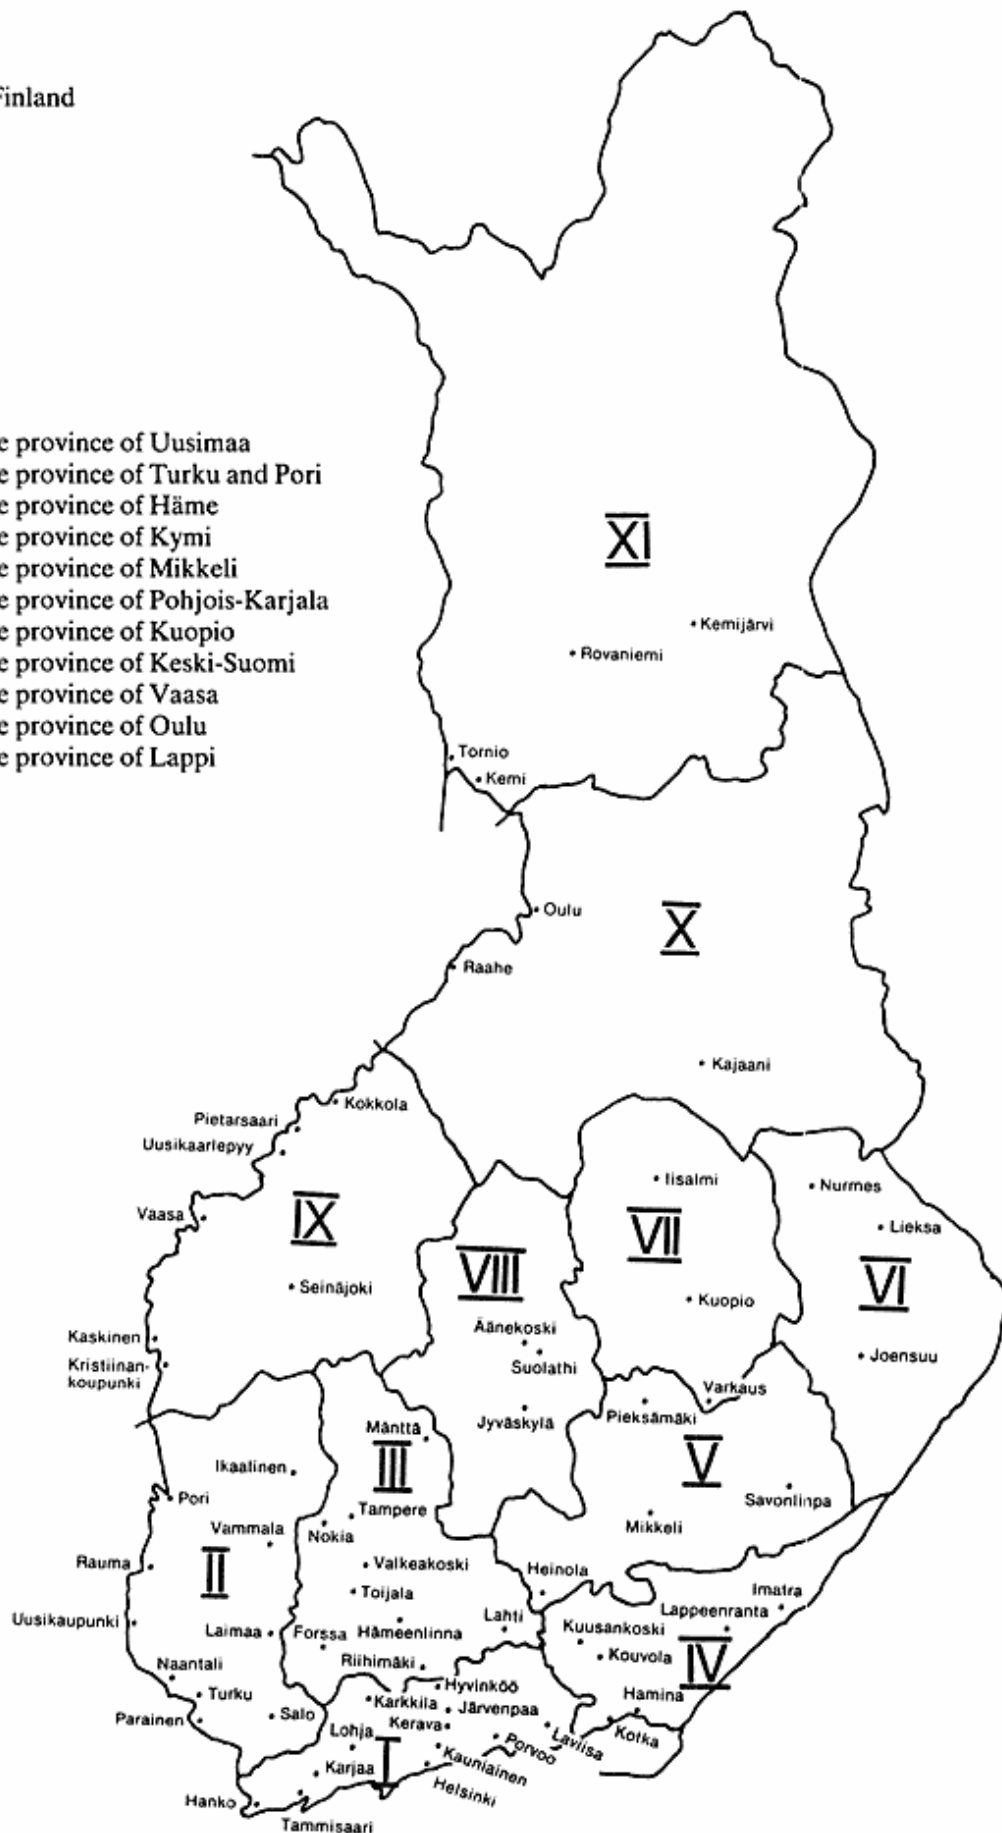 Finland
e province of Uusimaa
e province of Turku and Pori
e province of Häme
e province of Kymi
e province of Mikkeli
e province of Pohjois-Karjala
e province of Kuopio
e province of Keski-Suomi
e province of Vaasa
e province of Oulu
e province of Lappi
XI
Kemijärvi
Rovaniemi
Tornio
Kemi
Oulu
X
Raahe
Kajaani
Kokkola
Pietarsaari
Uusikaarlepyy
Iisalmi
Nurmes
Vaasa
IX
VII
Lieksa
VIII
VI
Seinäjoki
Kuopio
Äänekoski
Kaskinen
Suolathi
Joensuu
Kristiinan-
koupunki
Varkaus
Pieksämäki
Jyväskylä
Mänttä
III
V
Ikaalinen
Pori
Savonlinpa
Tampere
Mikkeli
Vammala
Nokia
Rauma
II
Valkeakoski
Heinola
Toijala
Imatra
Lappeenranta
Uusikaupunki
Laimaa
Forssa
Hämeenlinna
Lahti
Kuusankoski
Kouvola
IV
Riihimäki
Naantali
Hyvinköö
Turku
Karkkila
Järvenpaa
Hamina
Parainen
Salo
Kerava
Kotka
Lohja
I
Porvoo
Laviisa
Karjaa
Kauniainen
Hanko
Helsinki
Tammisaari